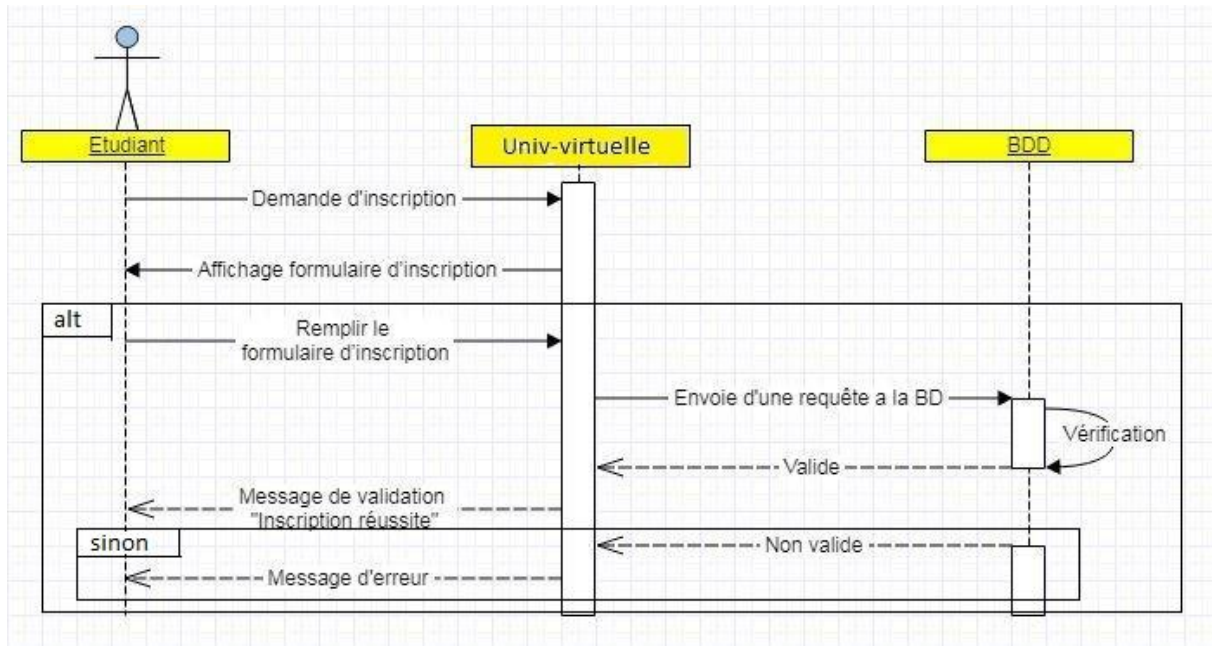 Etudiant
Univ-virtuelle
BDD
Demande d'inscription
Affichage formulaire d'inscription
alt
Remplir le
formulaire d'inscription
Envoie d'une requête a la BD
Vérification
Valide
Message de validation
"Inscription réussite"
sinon
Non valide
Message d'erreur